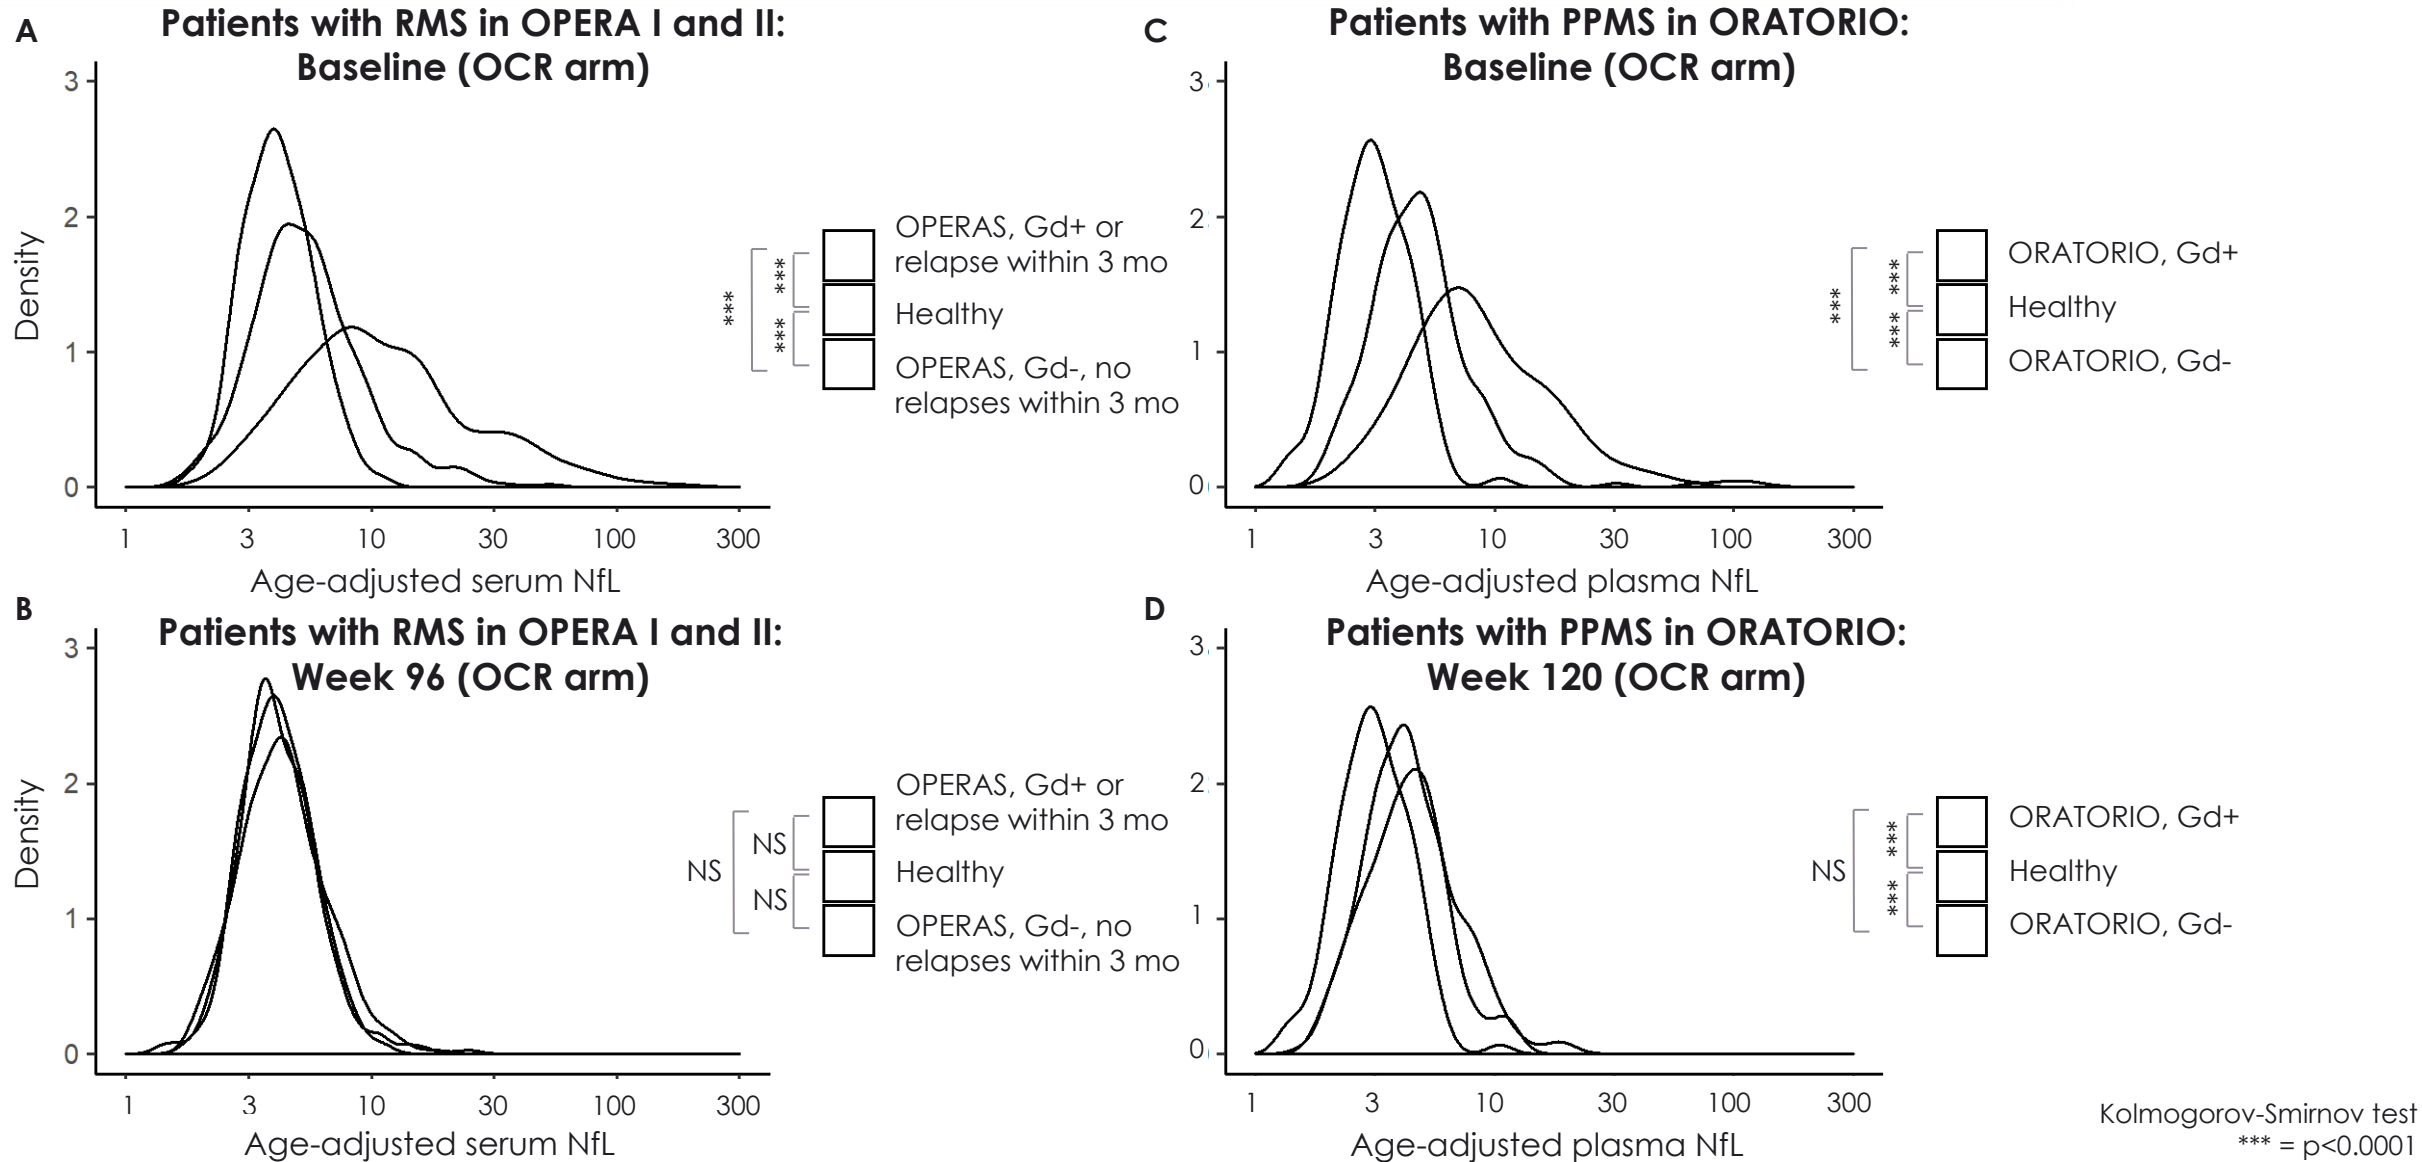 A
Patients with RMS in OPERA I and II:
Baseline (OCR arm)
3
2
1
0
Density
1 3 10 30 100 300
Age-adjusted serum NfL
***
***
***
OPERAS, Gd+ or
relapse within 3 mo
Healthy
OPERAS, Gd-, no
relapses within 3 mo
C
Patients with PPMS in ORATORIO:
Baseline (OCR arm)
3
2
1
0
1 3 10 30 100 300
Age-adjusted plasma NfL
***
***
***
ORATORIO, Gd+
Healthy
ORATORIO, Gd-
B
Patients with RMS in OPERA I and II:
Week 96 (OCR arm)
3
2
1
0
Density
1 3 10 30 100 300
Age-adjusted serum NfL
NS
NS
NS
OPERAS, Gd+ or
relapse within 3 mo
Healthy
OPERAS, Gd-, no
relapses within 3 mo
D
Patients with PPMS in ORATORIO:
Week 120 (OCR arm)
3
2
1
0
1 3 10 30 100 300
Age-adjusted plasma NfL
NS
***
***
ORATORIO, Gd+
Healthy
ORATORIO, Gd-
Kolmogorov-Smirnov test
*** = p<0.0001